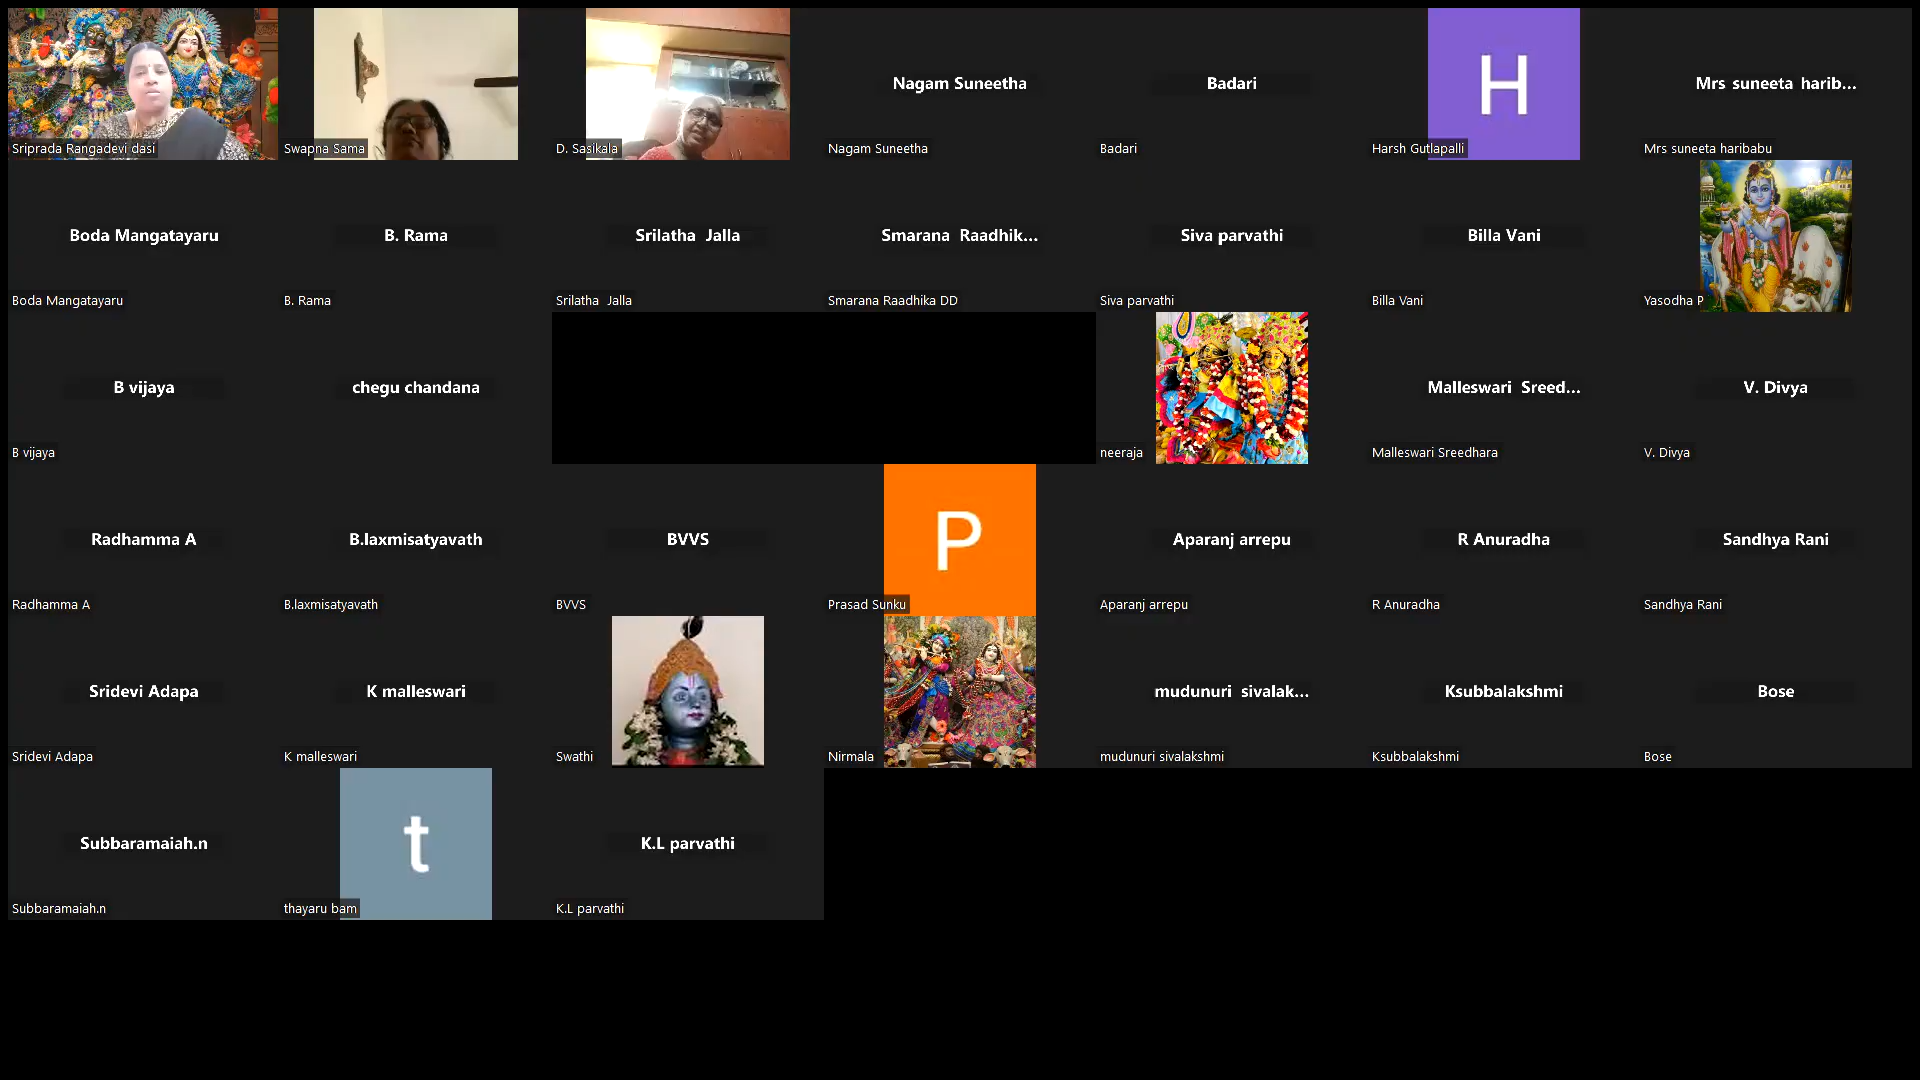 Sriprada Rangadevi dasi
Swapna Sama
D. Sasikala
Nagam Suneetha
Nagam Suneetha
Badari
Badari
H
Harsh Gutlapalli
Mrs suneeta harib...
Mrs suneeta haribabu
Boda Mangatayaru
Boda Mangatayaru
B. Rama
B. Rama
Srilatha Jalla
Srilatha Jalla
Smarana Raadhik...
Smarana Raadhika DD
Siva parvathi
Siva parvathi
Billa Vani
Billa Vani
Yasodha P
B vijaya
B vijaya
chegu chandana
neeraja
Malleswari Sreed...
Malleswari Sreedhara
V. Divya
V. Divya
Radhamma A
Radhamma A
B.laxmisatyavath
B.laxmisatyavath
BVVS
BVVS
P
Prasad Sunku
Aparanj arrepu
Aparanj arrepu
R Anuradha
R Anuradha
Sandhya Rani
Sandhya Rani
Sridevi Adapa
Sridevi Adapa
K malleswari
K malleswari
Swathi
Nirmala
mudunuri sivalak...
mudunuri sivalakshmi
Ksubbalakshmi
Ksubbalakshmi
Bose
Bose
Subbaramaiah.n
Subbaramaiah.n
t
thayaru bam
K.L parvathi
K.L parvathi